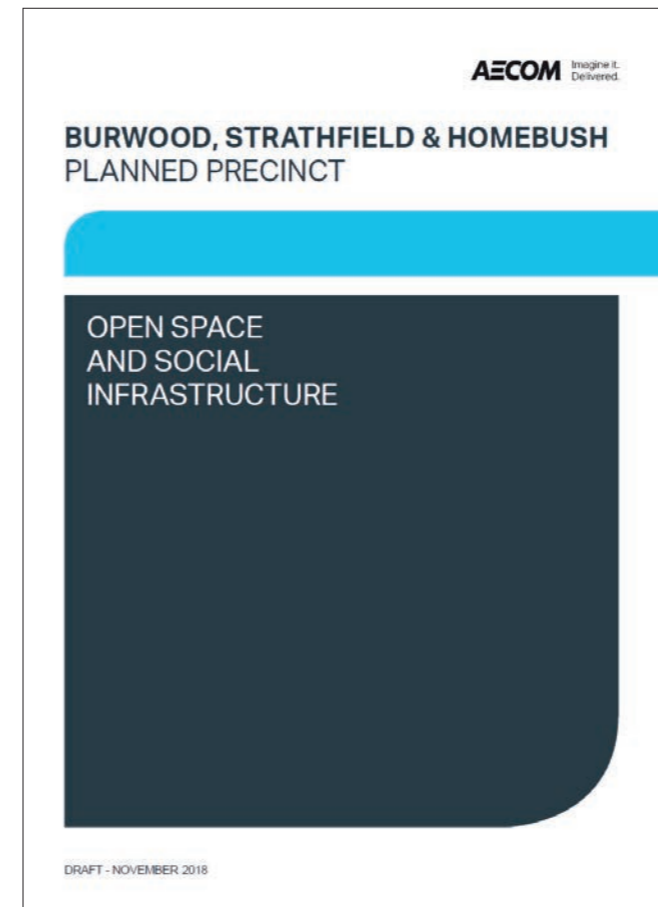 AECOM Imagine it.
Delivered.
BURWOOD, STRATHFIELD & HOMEBUSH
PLANNED PRECINCT
OPEN SPACE
AND SOCIAL
INFRASTRUCTURE
DRAFT - NOVEMBER 2018